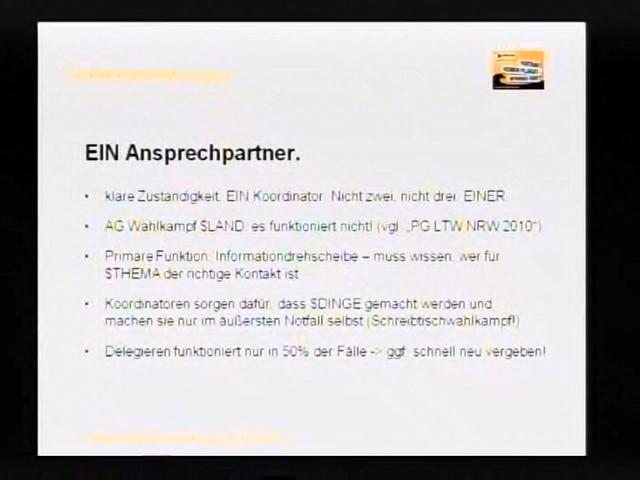 EIN Ansprechpartner.
• klare Zuständigkeit. EIN Koordinator. Nicht zwei, nicht drei. EINER.
• AG Wahlkampf $LAND: es funktioniert nicht! (vgl. „PG LTW NRW 2010“)
• Primäre Funktion: Informationdrehscheibe – muss wissen, wer für
$THEMA der richtige Kontakt ist
• Koordinatoren sorgen dafür, dass $DINGE gemacht werden und
machen sie nur im äußersten Notfall selbst (Schreibtischwahlkampf!)
• Delegieren funktioniert nur in 50% der Fälle -> ggf. schnell neu vergeben!